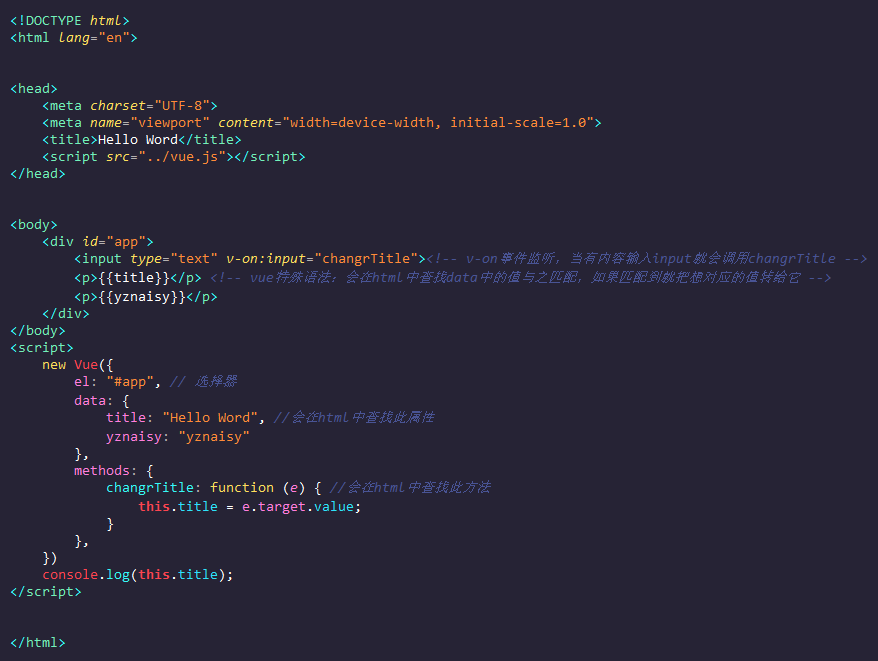 <!DOCTYPE html>
<html lang="en">
<head>
    <meta charset="UTF-8">
    <meta name="viewport" content="width=device-width, initial-scale=1.0">
    <title>Hello Word</title>
    <script src="../vue.js"></script>
</head>
<body>
    <div id="app">
        <input type="text" v-on:input="changrTitle"><!-- v-on事件监听，当有内容输入input就会调用changrTitle -->
        <p>{{title}}</p> <!-- vue特殊语法：会在html中查找data中的值与之匹配，如果匹配到就把想对应的值转给它 -->
        <p>{{yznaisy}}</p>
    </div>
</body>
<script>
    new Vue({
        el: "#app", // 选择器
        data: {
            title: "Hello Word", //会在html中查找此属性
            yznaisy: "yznaisy"
        },
        methods: {
            changrTitle: function (e) { //会在html中查找此方法
                this.title = e.target.value;
            }
        },
    })
    console.log(this.title);
</script>
</html>